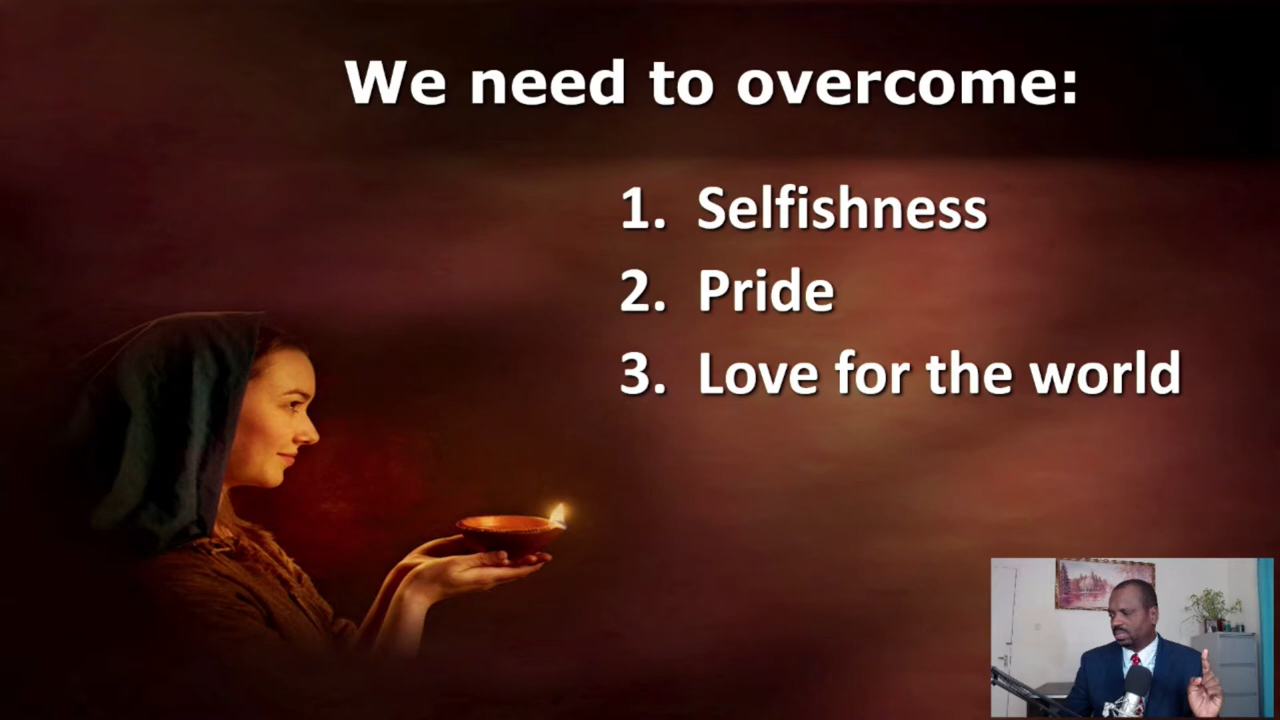 We need to overcome:
1. Selfishness
2. Pride
3. Love for the world